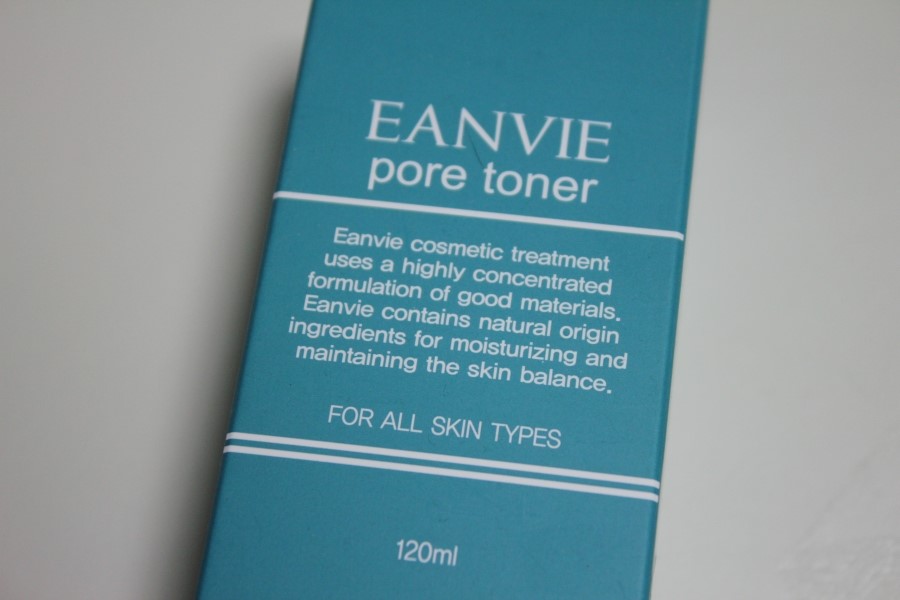 EANVIE
pore toner
Eanvie cosmetic treatment
uses a highly concentrated
formulation of good materials.
Eanvie contains natural origin
ingredients for moisturizing and
maintaining the skin balance.
FOR ALL SKIN TYPES
120ml